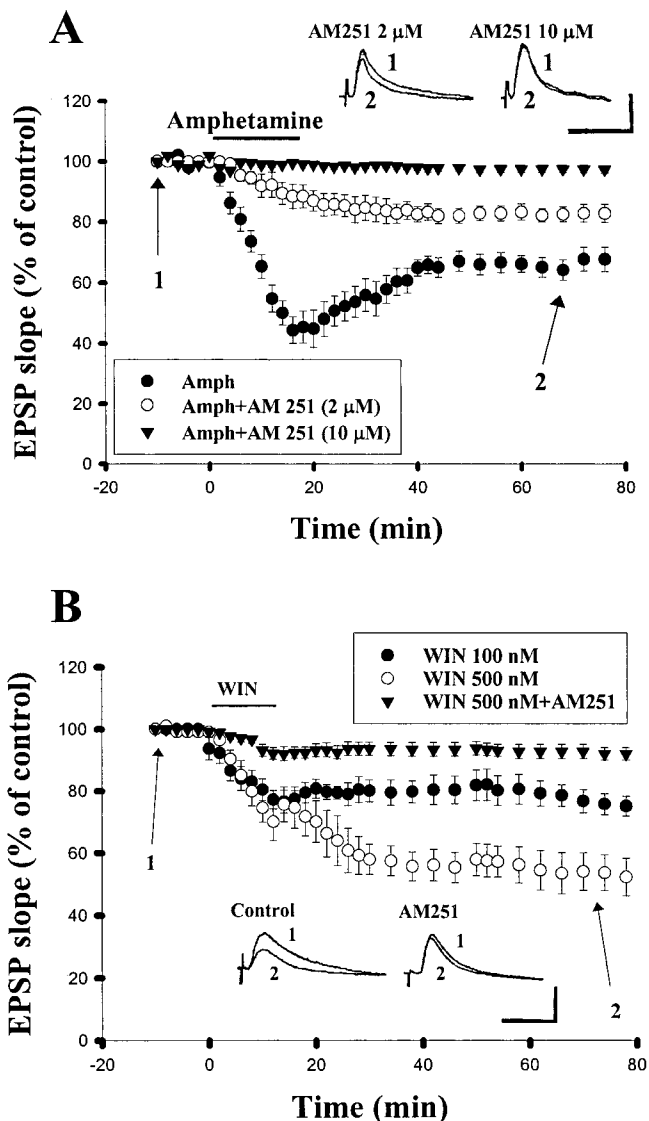 A
AM251 2 μM
AM251 10 μM
1
2
2
Amphetamine
EPSP slope (% of control)
120
100
80
60
40
20
0
1
2
Amph
Amph+AM 251 (2 μM)
Amph+AM 251 (10 μM)
-20
0
20
40
60
80
Time (min)
B
WIN 100 nM
WIN 500 nM
WIN 500 nM+AM251
WIN
EPSP slope (% of control)
120
100
80
60
40
20
0
1
Control
AM251
1
2
1
2
2
-20
0
20
40
60
80
Time (min)